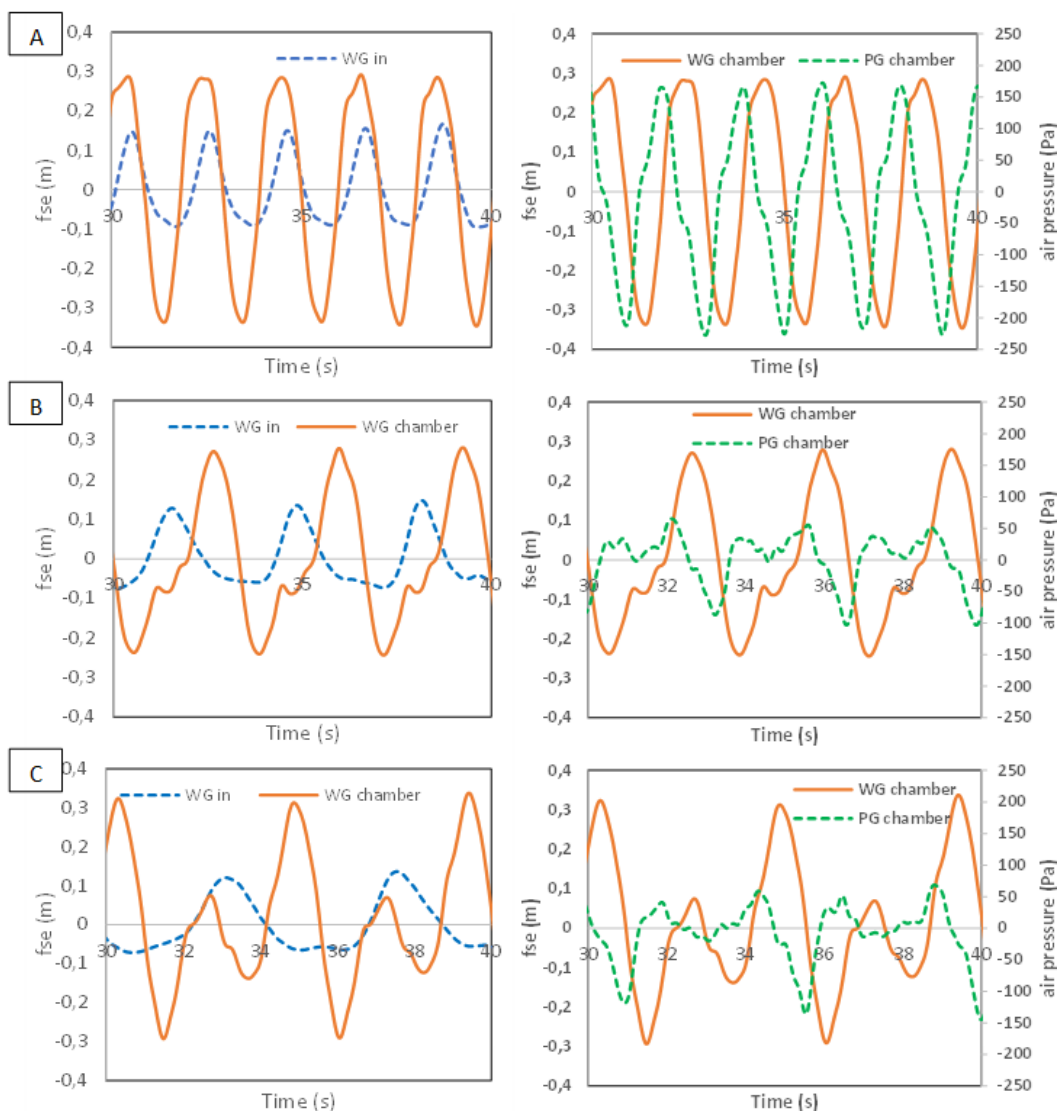 A
WG in
fse (m)
0,4
0,3
0,2
0,1
0
-0,1
-0,2
-0,3
-0,4
30 35 40
Time (s)
WG chamber PG chamber
fse (m)
0,4
0,3
0,2
0,1
0
-0,1
-0,2
-0,3
-0,4
30 35 40
Time (s)
250
200
150
100
50
0
-50
-100
-150
-200
-250
air pressure (Pa)
B
WG in WG chamber
fse (m)
0,4
0,3
0,2
0,1
0
-0,1
-0,2
-0,3
-0,4
30 35 40
Time (s)
WG chamber
PG chamber
fse (m)
0,4
0,3
0,2
0,1
0
-0,1
-0,2
-0,3
-0,4
30 32 34 36 38 40
Time (s)
250
200
150
100
50
0
-50
-100
-150
-200
-250
air pressure (Pa)
C
WG in WG chamber
fse (m)
0,4
0,3
0,2
0,1
0
-0,1
-0,2
-0,3
-0,4
30 32 34 36 38 40
Time (s)
WG chamber
PG chamber
fse (m)
0,4
0,3
0,2
0,1
0
-0,1
-0,2
-0,3
-0,4
30 32 34 36 38 40
Time (s)
250
200
150
100
50
0
-50
-100
-150
-200
-250
air pressure (Pa)